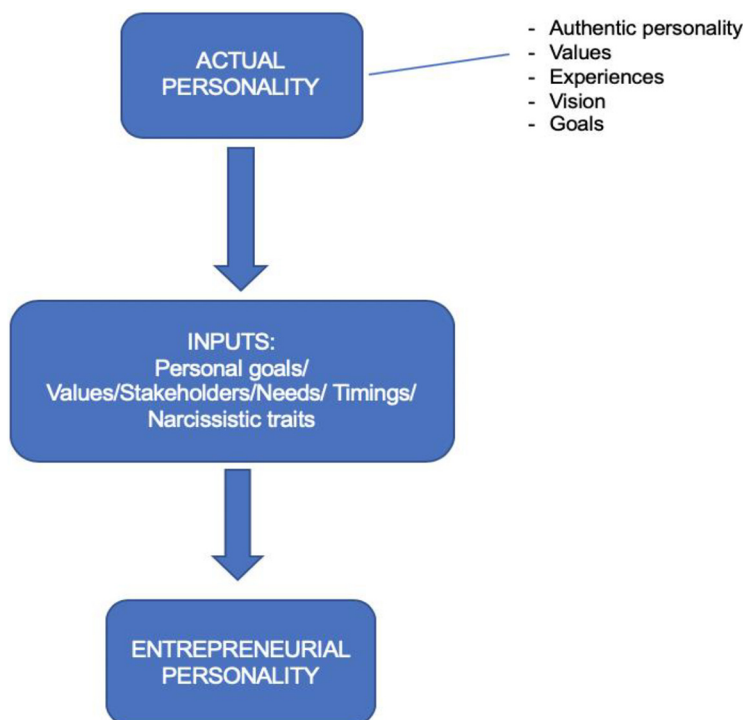 ACTUAL
PERSONALITY
- Authentic personality
- Values
- Experiences
- Vision
- Goals
INPUTS:
Personal goals/
Values/Stakeholders/Needs/ Timings/
Narcissistic traits
ENTREPRENEURIAL
PERSONALITY